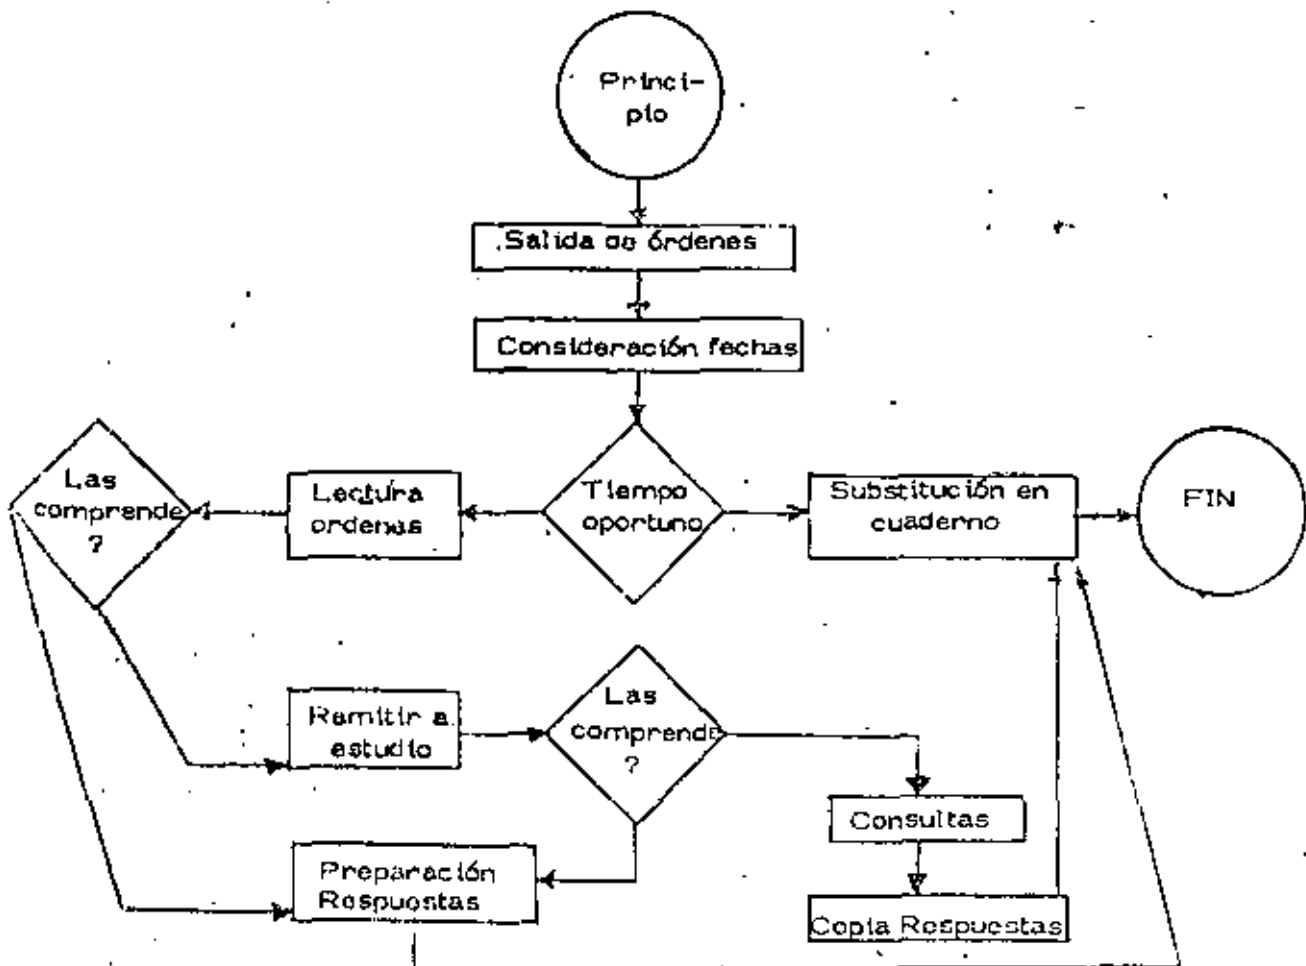 Princi-
pio
Salida de órdenes
Consideración fechas
Las
comprende
?
Lectura
ordenes
Tiempo
oportuno
Substitución en
cuaderno
FIN
Remitir a
estudio
Las
comprende
?
Consultas
Preparación
Respuestas
Copia Respuestas